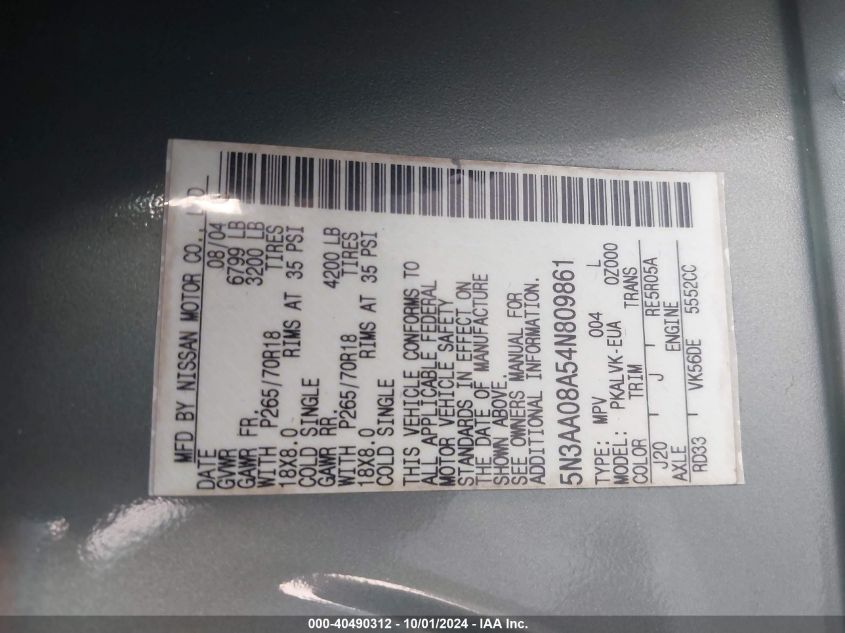 MFD BY NISSAN MOTOR CO., LTD
DATE 08/04
GVWR 6799 LB
GAWR FR. 3200 LB
WITH P265/70R18 TIRES
18X8.0 RIMS AT 35 PSI
COLD SINGLE
GAWR RR. 4200 LB
WITH P265/70R18 TIRES
18X8.0 RIMS AT 35 PSI
COLD SINGLE
THIS VEHICLE CONFORMS TO
ALL APPLICABLE FEDERAL
MOTOR VEHICLE SAFETY
STANDARDS IN EFFECT ON
THE DATE OF MANUFACTURE
SHOWN ABOVE.
SEE OWNERS MANUAL FOR
ADDITIONAL INFORMATION.
5N3AA08A54N809861
TYPE: MPV 004 L
MODEL: PKALVK-EUA 0Z000
COLOR TRIM TRANS
J20 J RE5R05A
AXLE ENGINE
RD33 VK56DE 5552CC
000-40490312 - 10/01/2024 - IAA Inc.